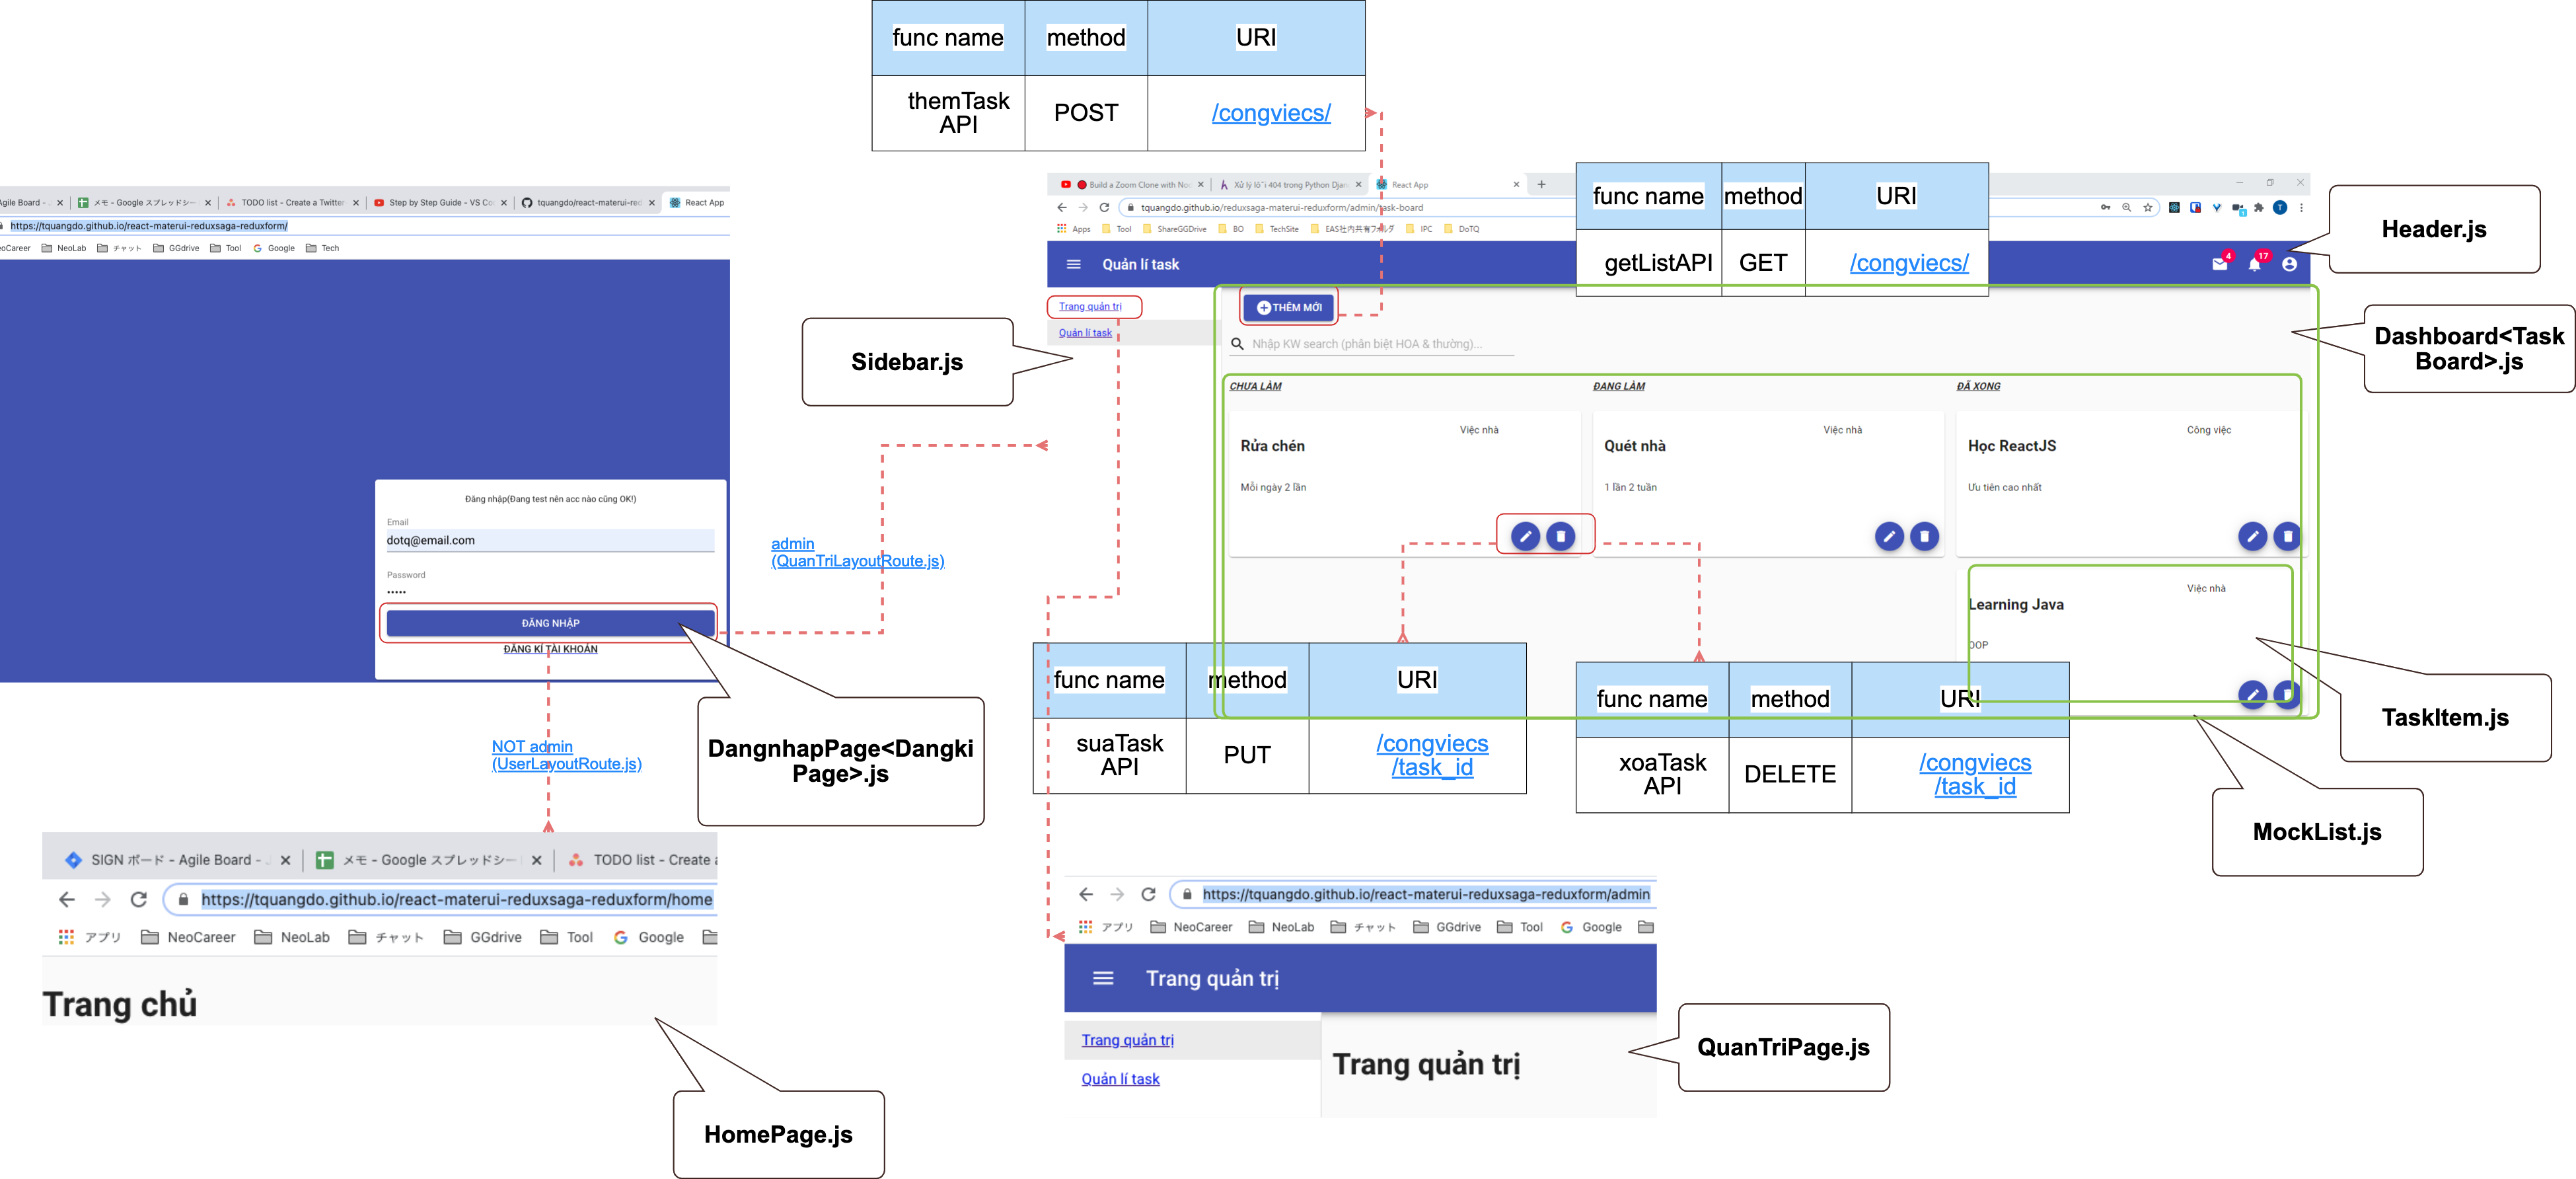 func name method URI
themTask API POST /congviecs/
Agile Board - J メモ - Google スプレッドシー TODO list - Create a Twitter Step by Step Guide - VS Co tquangdo/react-materui-red React App
https://tquangdo.github.io/react-materui-reduxsaga-reduxform/
NeoCareer NeoLab チャット GGdrive Tool Google Tech
Đăng nhập(Đang test nên acc nào cũng OK!)
Email
dotq@email.com
Password
•••••
ĐĂNG NHẬP
ĐĂNG KÍ TÀI KHOẢN
admin
(QuanTriLayoutRoute.js)
NOT admin
(UserLayoutRoute.js)
DangnhapPage<Dangki
Page>.js
Build a Zoom Clone with No Xử lý lỗi 404 trong Python Djan React App
tquangdo.github.io/reduxsaga-materui-reduxform/admin/task-board
Apps Tool ShareGGDrive BO TechSite EAS社内共有フォルダ IPC DoTQ
func name method URI
getListAPI GET /congviecs/
Quản lí task
4 17
Header.js
Trang quản trị
Quản lí task
Sidebar.js
THÊM MỚI
Nhập KW search (phân biệt HOA & thường)...
Dashboard<Task
Board>.js
CHƯA LÀM ĐANG LÀM ĐÃ XONG
Việc nhà
Rửa chén
Mỗi ngày 2 lần
Việc nhà
Quét nhà
1 lần 2 tuần
Công việc
Học ReactJS
Ưu tiên cao nhất
Việc nhà
Learning Java
OOP
func name method URI
suaTask
API PUT /congviecs
/task_id
func name method URI
xoaTask
API DELETE /congviecs
/task_id
TaskItem.js
MockList.js
SIGN ボード - Agile Board - J メモ - Google スプレッドシー TODO list - Create a
https://tquangdo.github.io/react-materui-reduxsaga-reduxform/home
アプリ NeoCareer NeoLab チャット GGdrive Tool Google
Trang chủ
HomePage.js
https://tquangdo.github.io/react-materui-reduxsaga-reduxform/admin
アプリ NeoCareer NeoLab チャット GGdrive Tool Google
Trang quản trị
Trang quản trị
Quản lí task
Trang quản trị
QuanTriPage.js